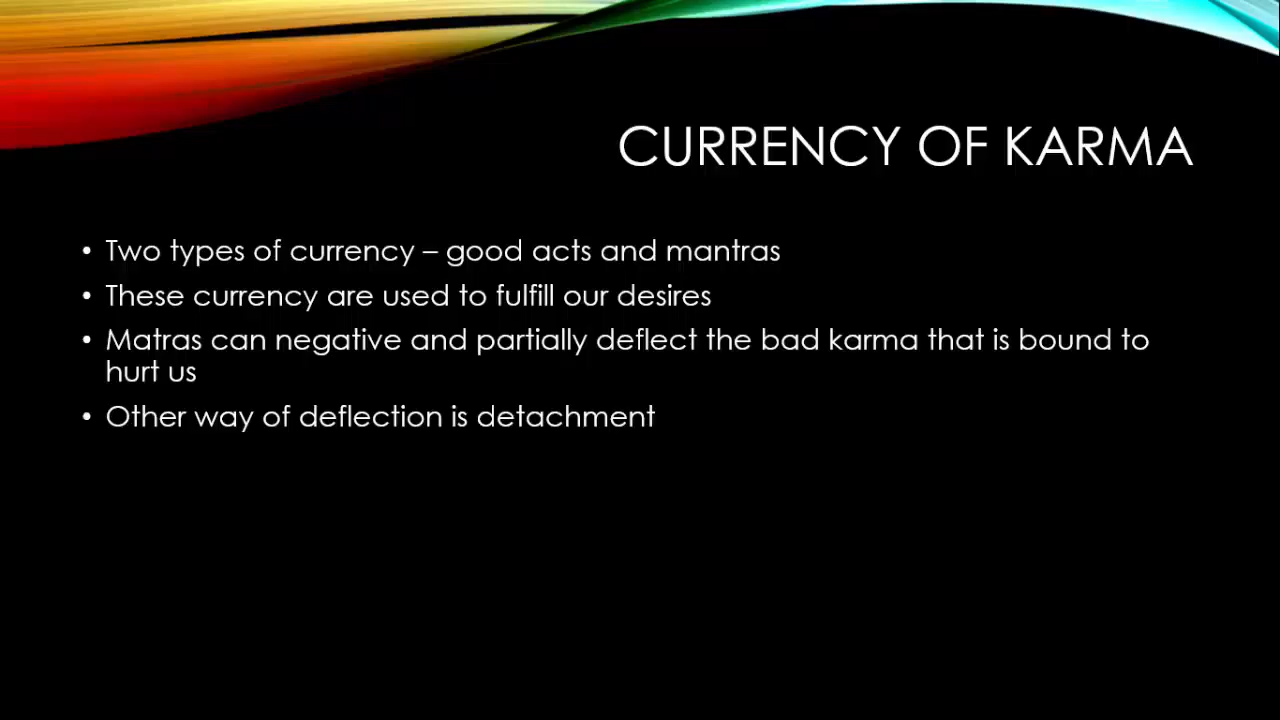 CURRENCY OF KARMA
• Two types of currency – good acts and mantras
• These currency are used to fulfill our desires
• Matras can negative and partially deflect the bad karma that is bound to
hurt us
• Other way of deflection is detachment